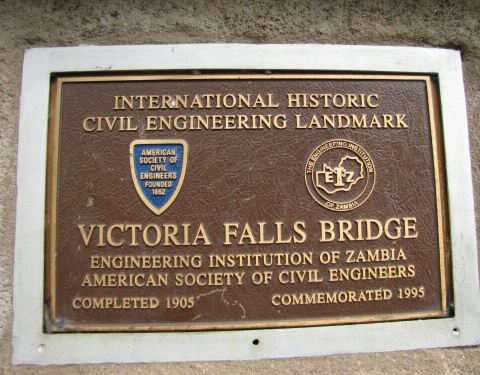 INTERNATIONAL HISTORIC
CIVIL ENGINEERING LANDMARK
AMERICAN
SOCIETY OF
CIVIL
ENGINEERS
FOUNDED
1852
THE ENGINEERING INSTITUTION
EIZ
OF ZAMBIA
VICTORIA FALLS BRIDGE
ENGINEERING INSTITUTION OF ZAMBIA
AMERICAN SOCIETY OF CIVIL ENGINEERS
COMPLETED 1905 COMMEMORATED 1995